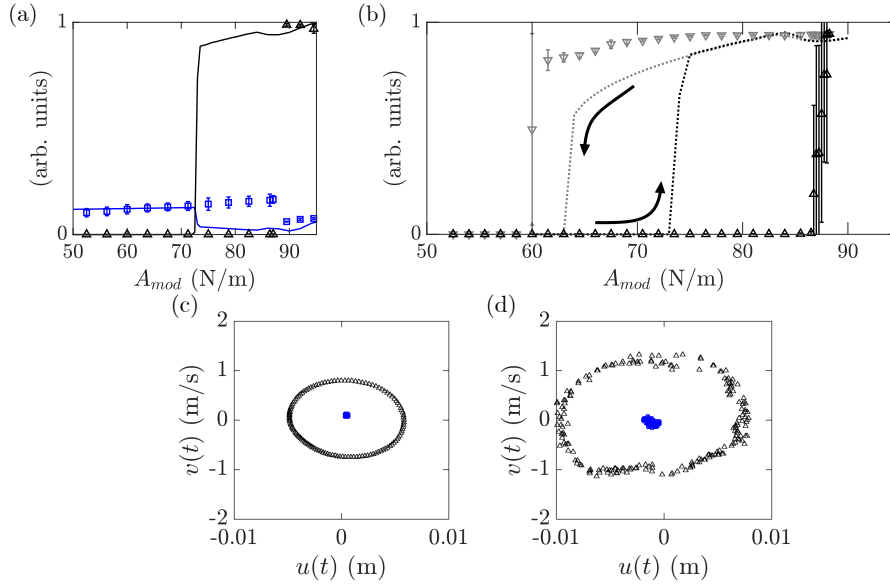 (a)
(b)
1
(arb. units)
0
50 60 70 80 90
A_mod (N/m)
1
(arb. units)
0
60 70 80 90
A_mod (N/m)
(c)
(d)
2
1
0
-1
-2
v(t) (m/s)
-0.01 0 0.01
u(t) (m)
2
1
0
-1
-2
v(t) (m/s)
-0.01 0 0.01
u(t) (m)